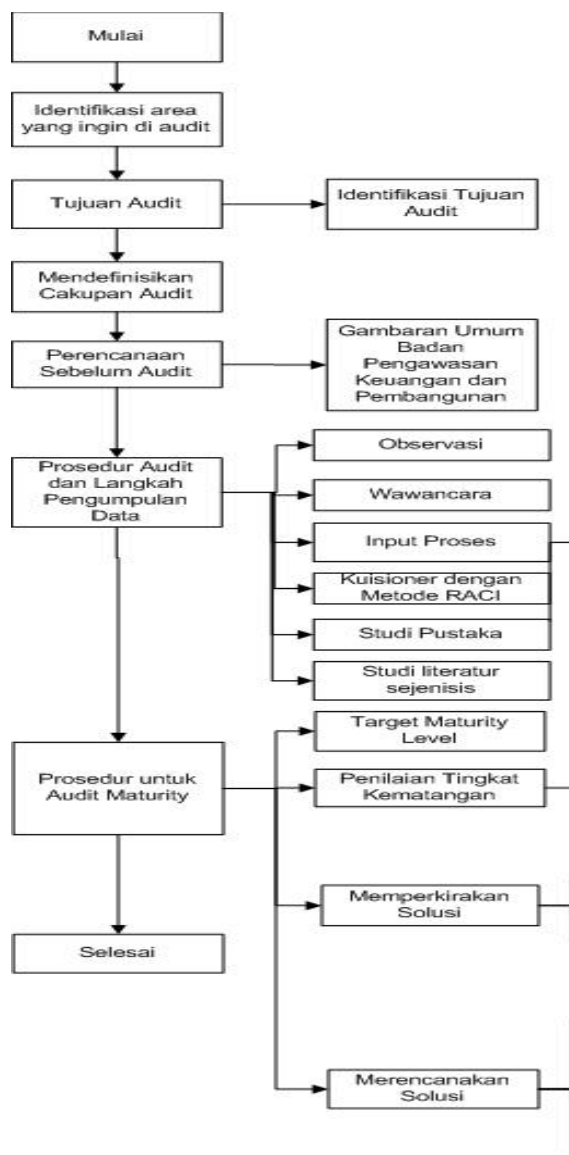 Mulai
Identifikasi area
yang ingin di audit
Tujuan Audit
Identifikasi Tujuan
Audit
Mendefinisikan
Cakupan Audit
Perencanaan
Sebelum Audit
Gambaran Umum
Badan
Pengawasan
Keuangan dan
Pembangunan
Prosedur Audit
dan Langkah
Pengumpulan
Data
Observasi
Wawancara
Input Proses
Kuisioner dengan
Metode RACI
Studi Pustaka
Studi literatur
sejenisis
Prosedur untuk
Audit Maturity
Target Maturity
Level
Penilaian Tingkat
Kematangan
Memperkirakan
Solusi
Merencanakan
Solusi
Selesai